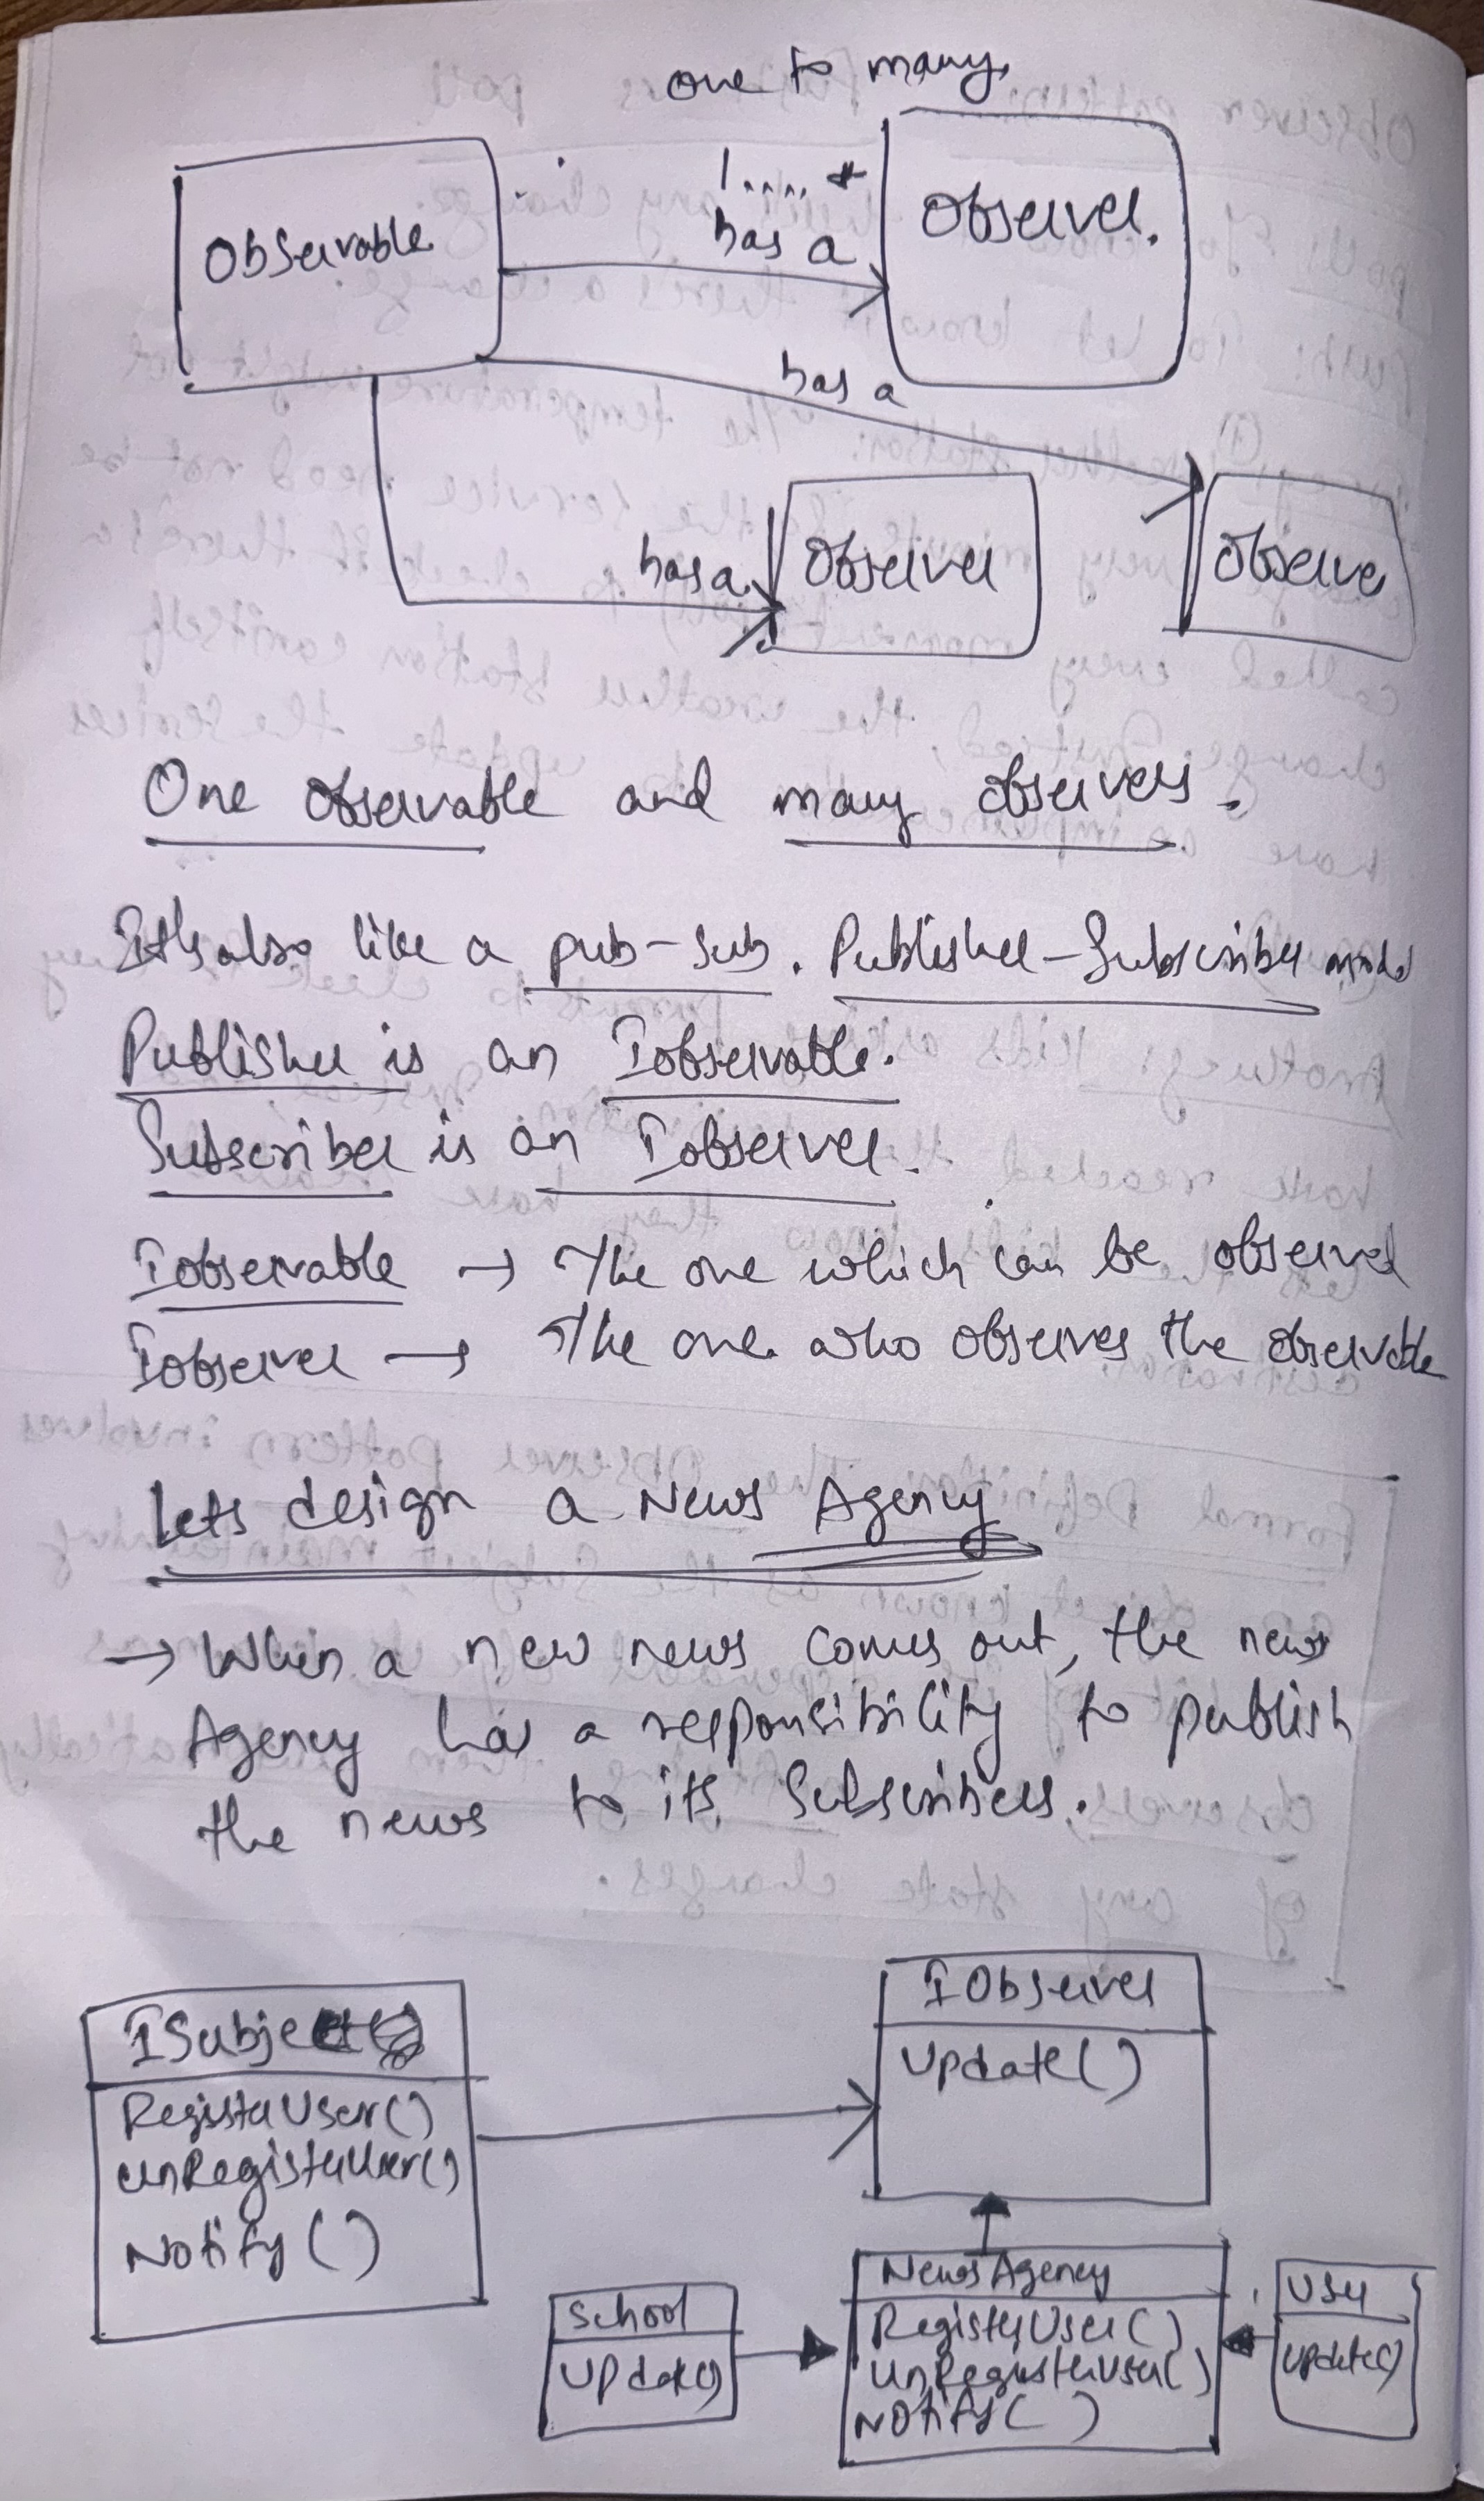 one to many
1.....*
Observable
has a
Observer.
has a
has a
Observer
Observe
One Observable and many observers.
It's also like a pub-sub. Publisher-Subscriber model
Publisher is an Iobservable.
Subscriber is an Iobserver.
Iobservable → The one which can be observed
Iobserver → The one who observes the observable
Lets design a News Agency
→ When a new news comes out, the news
Agency has a responsibility to publish
the news to its Subscribers.
IObserver
Update()
ISubject
RegisterUser()
UnRegisterUser()
Notify()
News Agency
RegisterUser()
UnRegisterUser()
Notify()
School
Update()
User
Update()